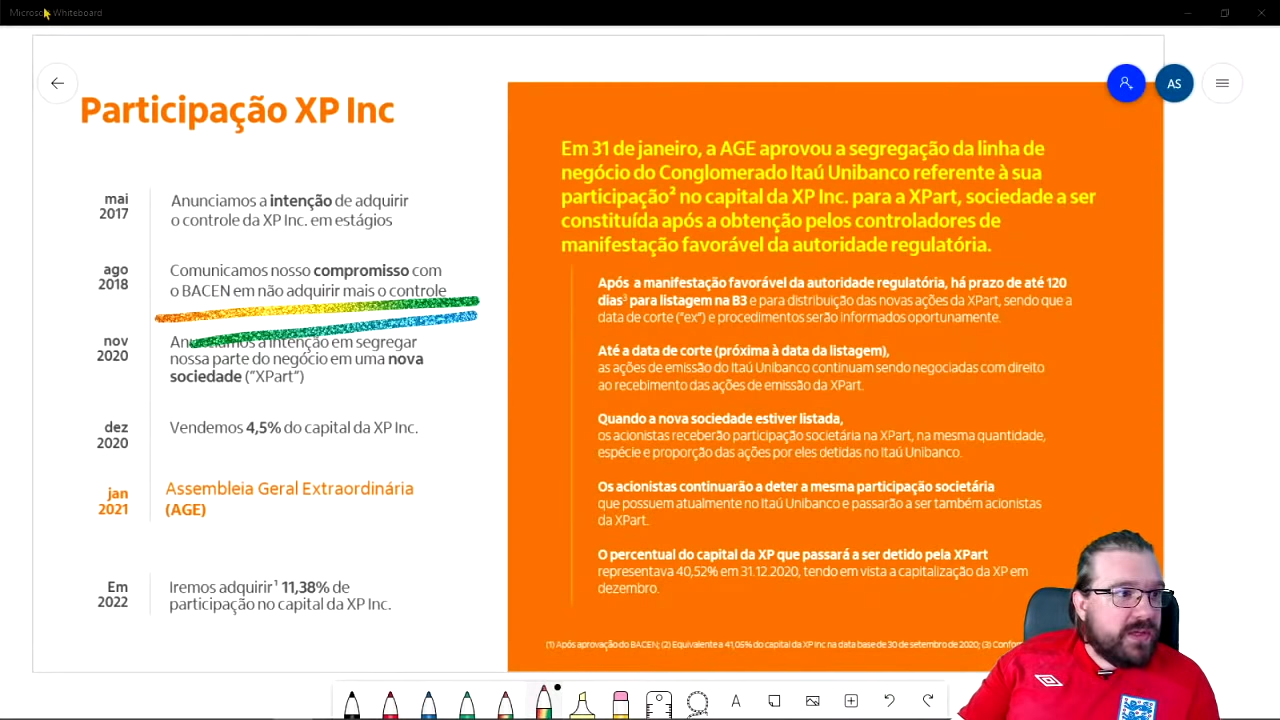 Microsoft Whiteboard
AS
Participação XP Inc
mai
2017
Anunciamos a intenção de adquirir
o controle da XP Inc. em estágios
ago
2018
Comunicamos nosso compromisso com
o BACEN em não adquirir mais o controle
nov
2020
Anunciamos a intenção em segregar
nossa parte do negócio em uma nova
sociedade ("XPart")
dez
2020
Vendemos 4,5% do capital da XP Inc.
jan
2021
Assembleia Geral Extraordinária
(AGE)
Em
2022
Iremos adquirir¹ 11,38% de
participação no capital da XP Inc.
Em 31 de janeiro, a AGE aprovou a segregação da linha de
negócio do Conglomerado Itaú Unibanco referente à sua
participação² no capital da XP Inc. para a XPart, sociedade a ser
constituída após a obtenção pelos controladores de
manifestação favorável da autoridade regulatória.
Após a manifestação favorável da autoridade regulatória, há prazo de até 120
dias³ para listagem na B3 e para distribuição das novas ações da XPart, sendo que a
data de corte ("ex") e procedimentos serão informados oportunamente.
Até a data de corte (próxima à data da listagem),
as ações de emissão do Itaú Unibanco continuam sendo negociadas com direito
ao recebimento das ações de emissão da XPart.
Quando a nova sociedade estiver listada,
os acionistas receberão participação societária na XPart, na mesma quantidade,
espécie e proporção das ações por eles detidas no Itaú Unibanco.
Os acionistas continuarão a deter a mesma participação societária
que possuem atualmente no Itaú Unibanco e passarão a ser também acionistas
da XPart.
O percentual do capital da XP que passará a ser detido pela XPart
representava 40,52% em 31.12.2020, tendo em vista a capitalização da XP em
dezembro.
(1) Após aprovação do BACEN; (2) Equivalente a 41,05% do capital da XP Inc na data base de 30 de setembro de 2020; (3)
A